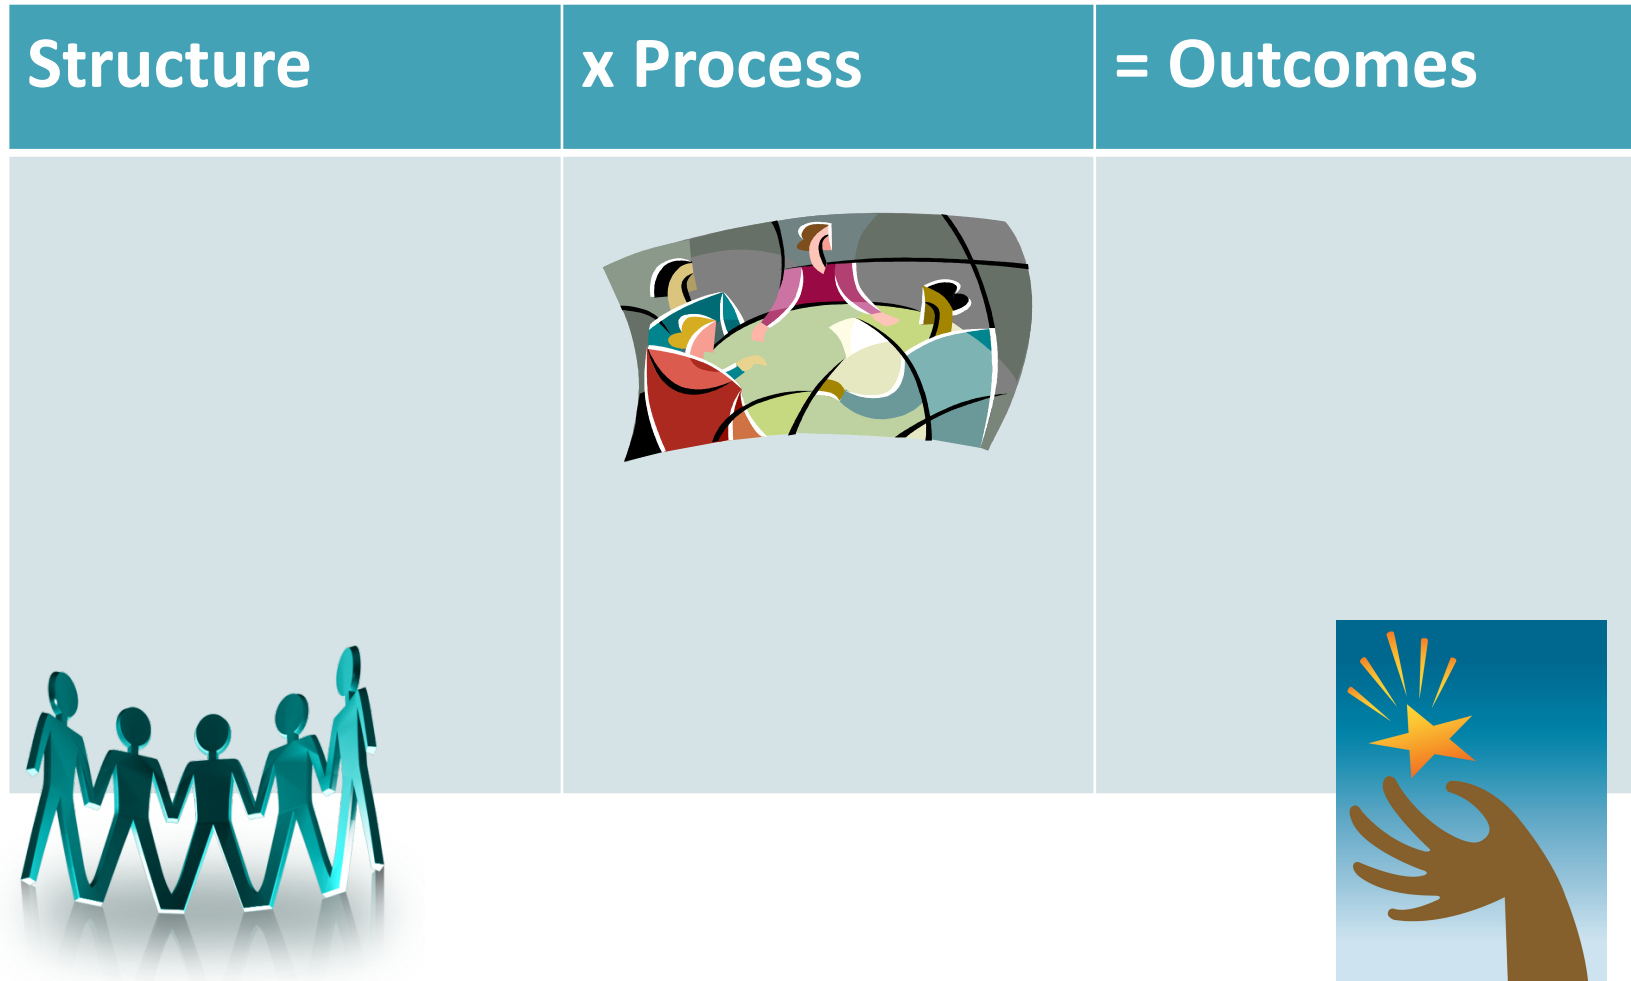 Structure
x Process
= Outcomes